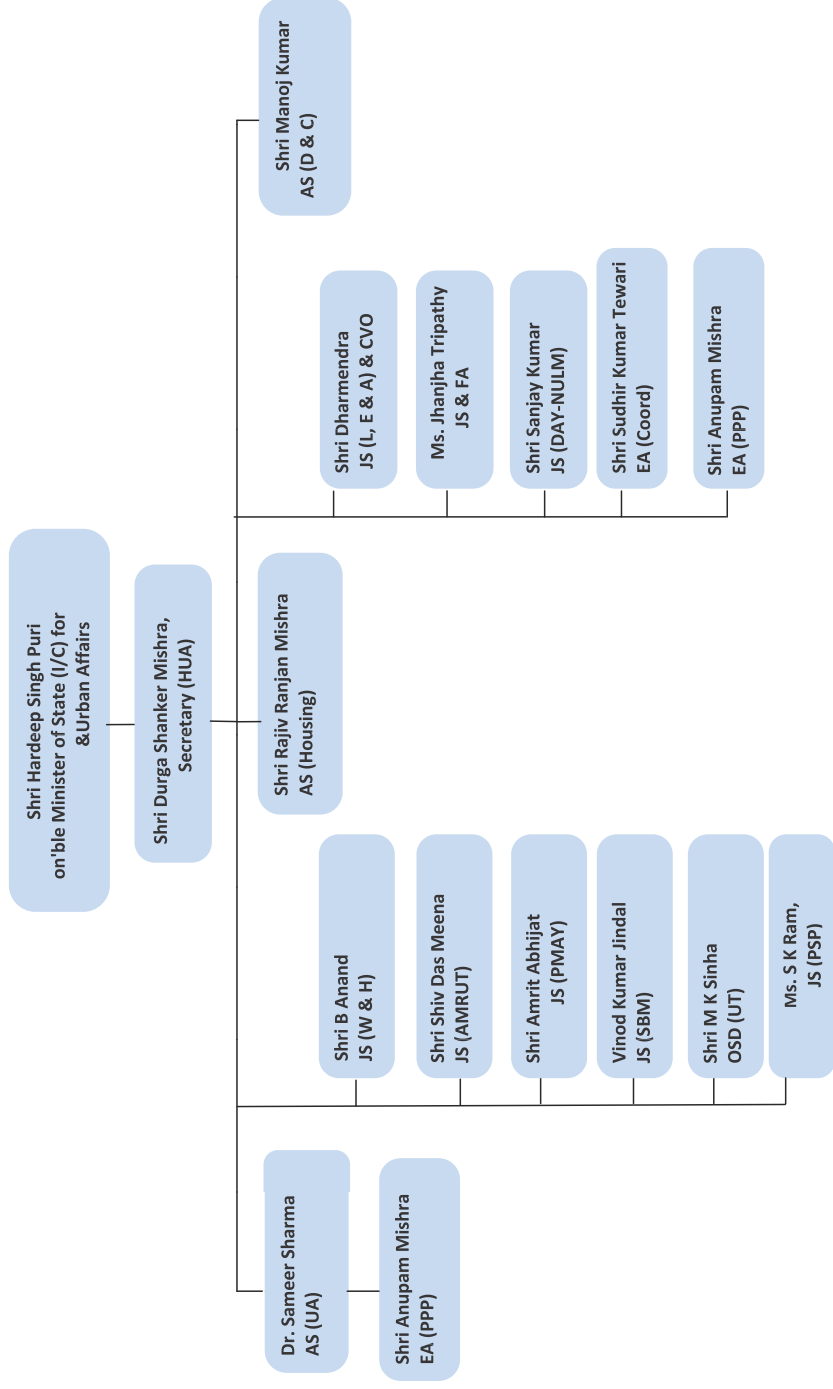 Shri Hardeep Singh Puri
on'ble Minister of State (I/C) for
&Urban Affairs
Shri Durga Shanker Mishra,
Secretary (HUA)
Dr. Sameer Sharma
AS (UA)
Shri Anupam Mishra
EA (PPP)
Shri Rajiv Ranjan Mishra
AS (Housing)
Shri Manoj Kumar
AS (D & C)
Shri B Anand
JS (W & H)
Shri Shiv Das Meena
JS (AMRUT)
Shri Amrit Abhijat
JS (PMAY)
Vinod Kumar Jindal
JS (SBM)
Shri M K Sinha
OSD (UT)
Ms. S K Ram,
JS (PSP)
Shri Dharmendra
JS (L, E & A) & CVO
Ms. Jhanjha Tripathy
JS & FA
Shri Sanjay Kumar
JS (DAY-NULM)
Shri Sudhir Kumar Tewari
EA (Coord)
Shri Anupam Mishra
EA (PPP)